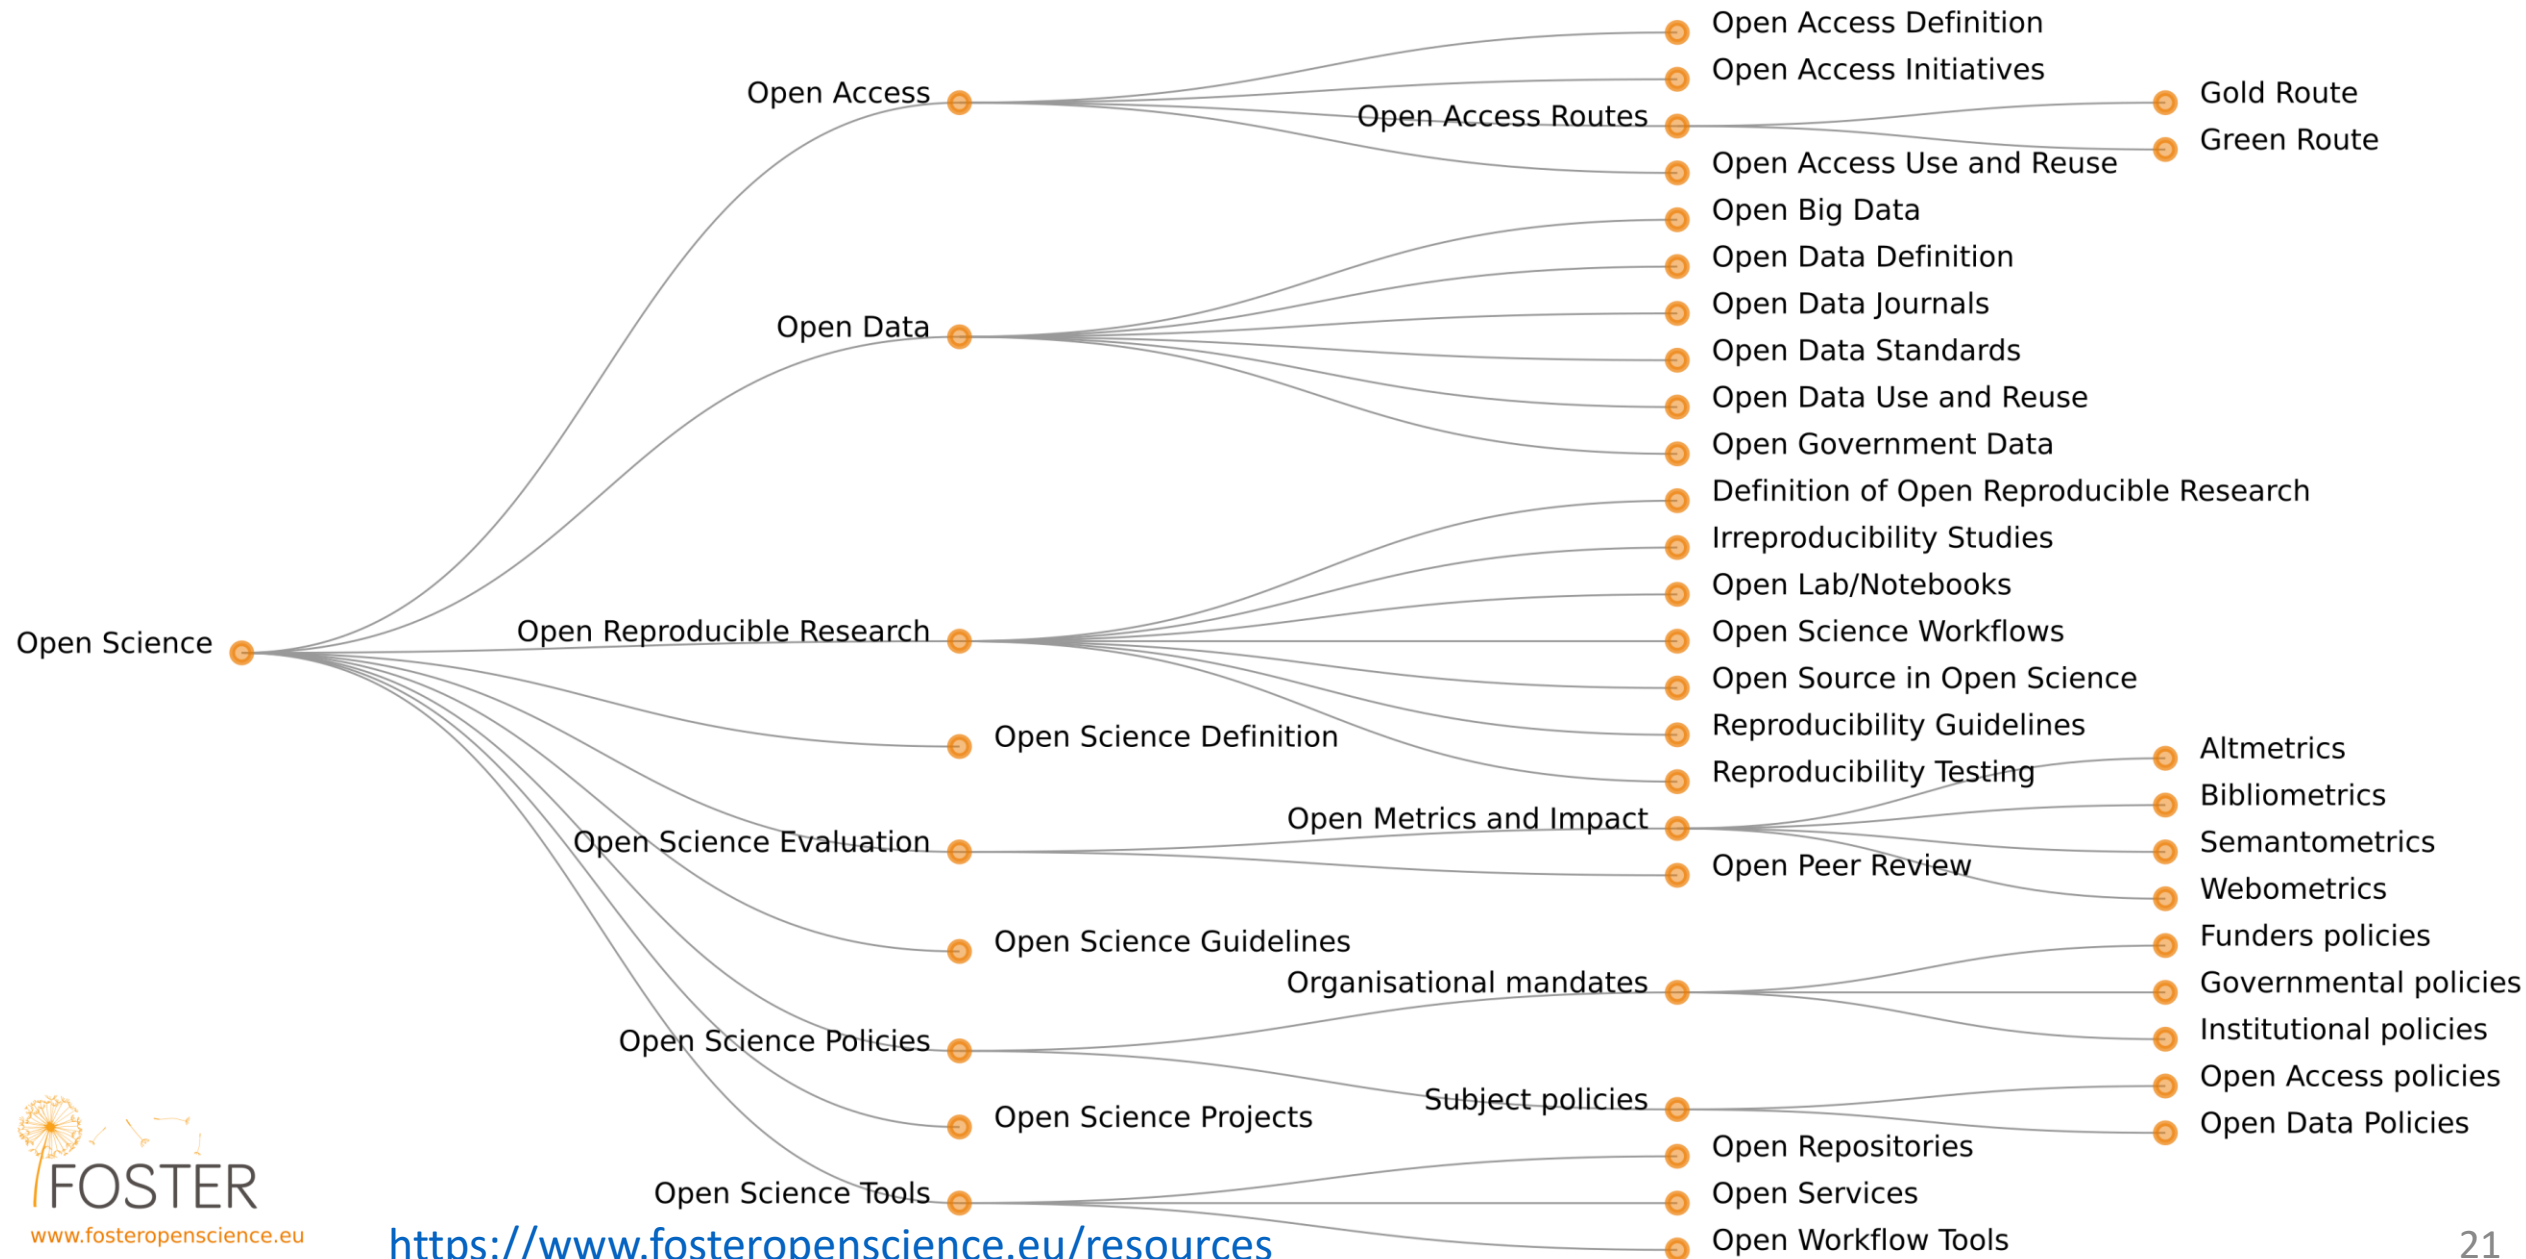 Open Science
Open Access
Open Access Definition
Open Access Initiatives
Open Access Routes
Gold Route
Green Route
Open Access Use and Reuse
Open Data
Open Big Data
Open Data Definition
Open Data Journals
Open Data Standards
Open Data Use and Reuse
Open Government Data
Open Reproducible Research
Definition of Open Reproducible Research
Irreproducibility Studies
Open Lab/Notebooks
Open Science Workflows
Open Source in Open Science
Reproducibility Guidelines
Reproducibility Testing
Open Science Definition
Open Science Evaluation
Open Metrics and Impact
Altmetrics
Bibliometrics
Semantometrics
Webometrics
Open Peer Review
Open Science Guidelines
Open Science Policies
Organisational mandates
Funders policies
Governmental policies
Institutional policies
Subject policies
Open Access policies
Open Data Policies
Open Science Projects
Open Science Tools
Open Repositories
Open Services
Open Workflow Tools
FOSTER
www.fosteropenscience.eu
https://www.fosteropenscience.eu/resources
21